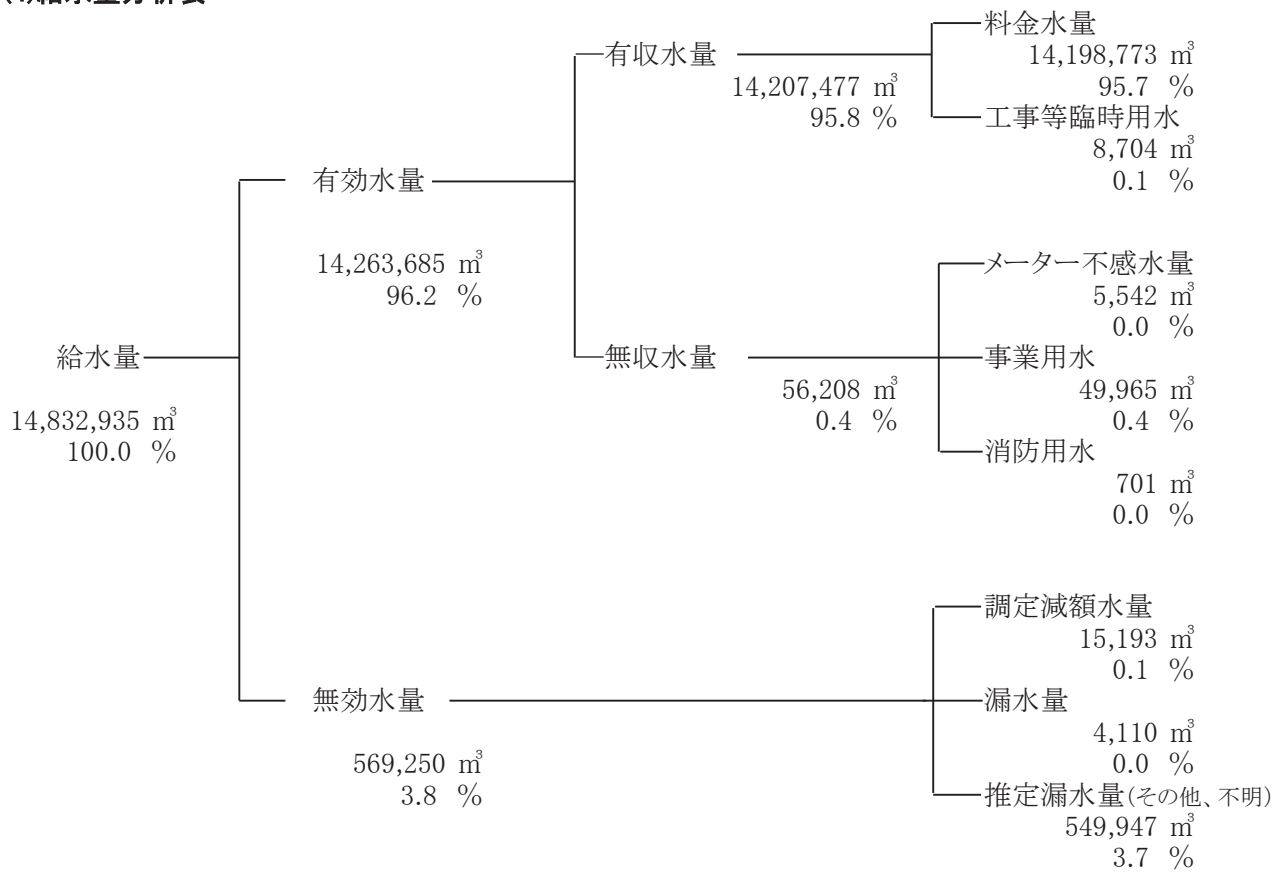 給水量
14,832,935 ㎥
100.0 %
有効水量
14,263,685 ㎥
96.2 %
有収水量
14,207,477 ㎥
95.8 %
料金水量
14,198,773 ㎥
95.7 %
工事等臨時用水
8,704 ㎥
0.1 %
無収水量
56,208 ㎥
0.4 %
メーター不感水量
5,542 ㎥
0.0 %
事業用水
49,965 ㎥
0.4 %
消防用水
701 ㎥
0.0 %
無効水量
569,250 ㎥
3.8 %
調定減額水量
15,193 ㎥
0.1 %
漏水量
4,110 ㎥
0.0 %
推定漏水量(その他、不明)
549,947 ㎥
3.7 %